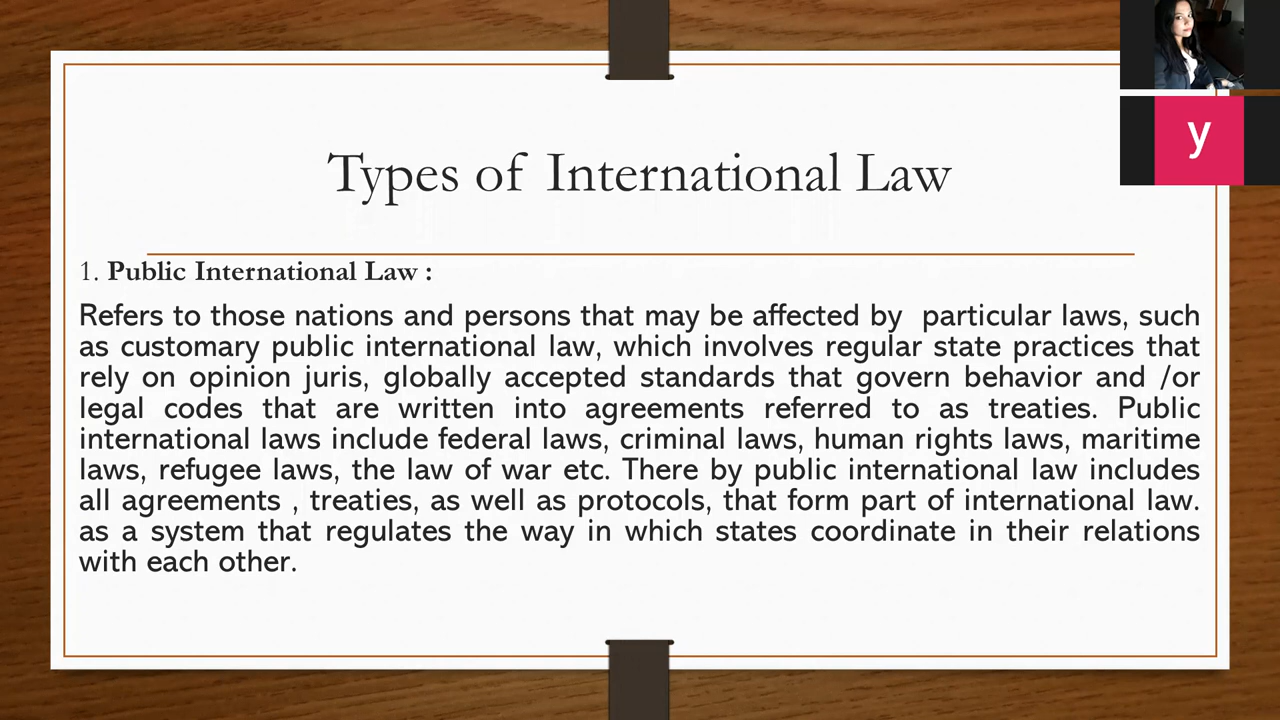 Types of International Law
1. Public International Law :
Refers to those nations and persons that may be affected by particular laws, such
as customary public international law, which involves regular state practices that
rely on opinion juris, globally accepted standards that govern behavior and /or
legal codes that are written into agreements referred to as treaties. Public
international laws include federal laws, criminal laws, human rights laws, maritime
laws, refugee laws, the law of war etc. There by public international law includes
all agreements , treaties, as well as protocols, that form part of international law.
as a system that regulates the way in which states coordinate in their relations
with each other.
y